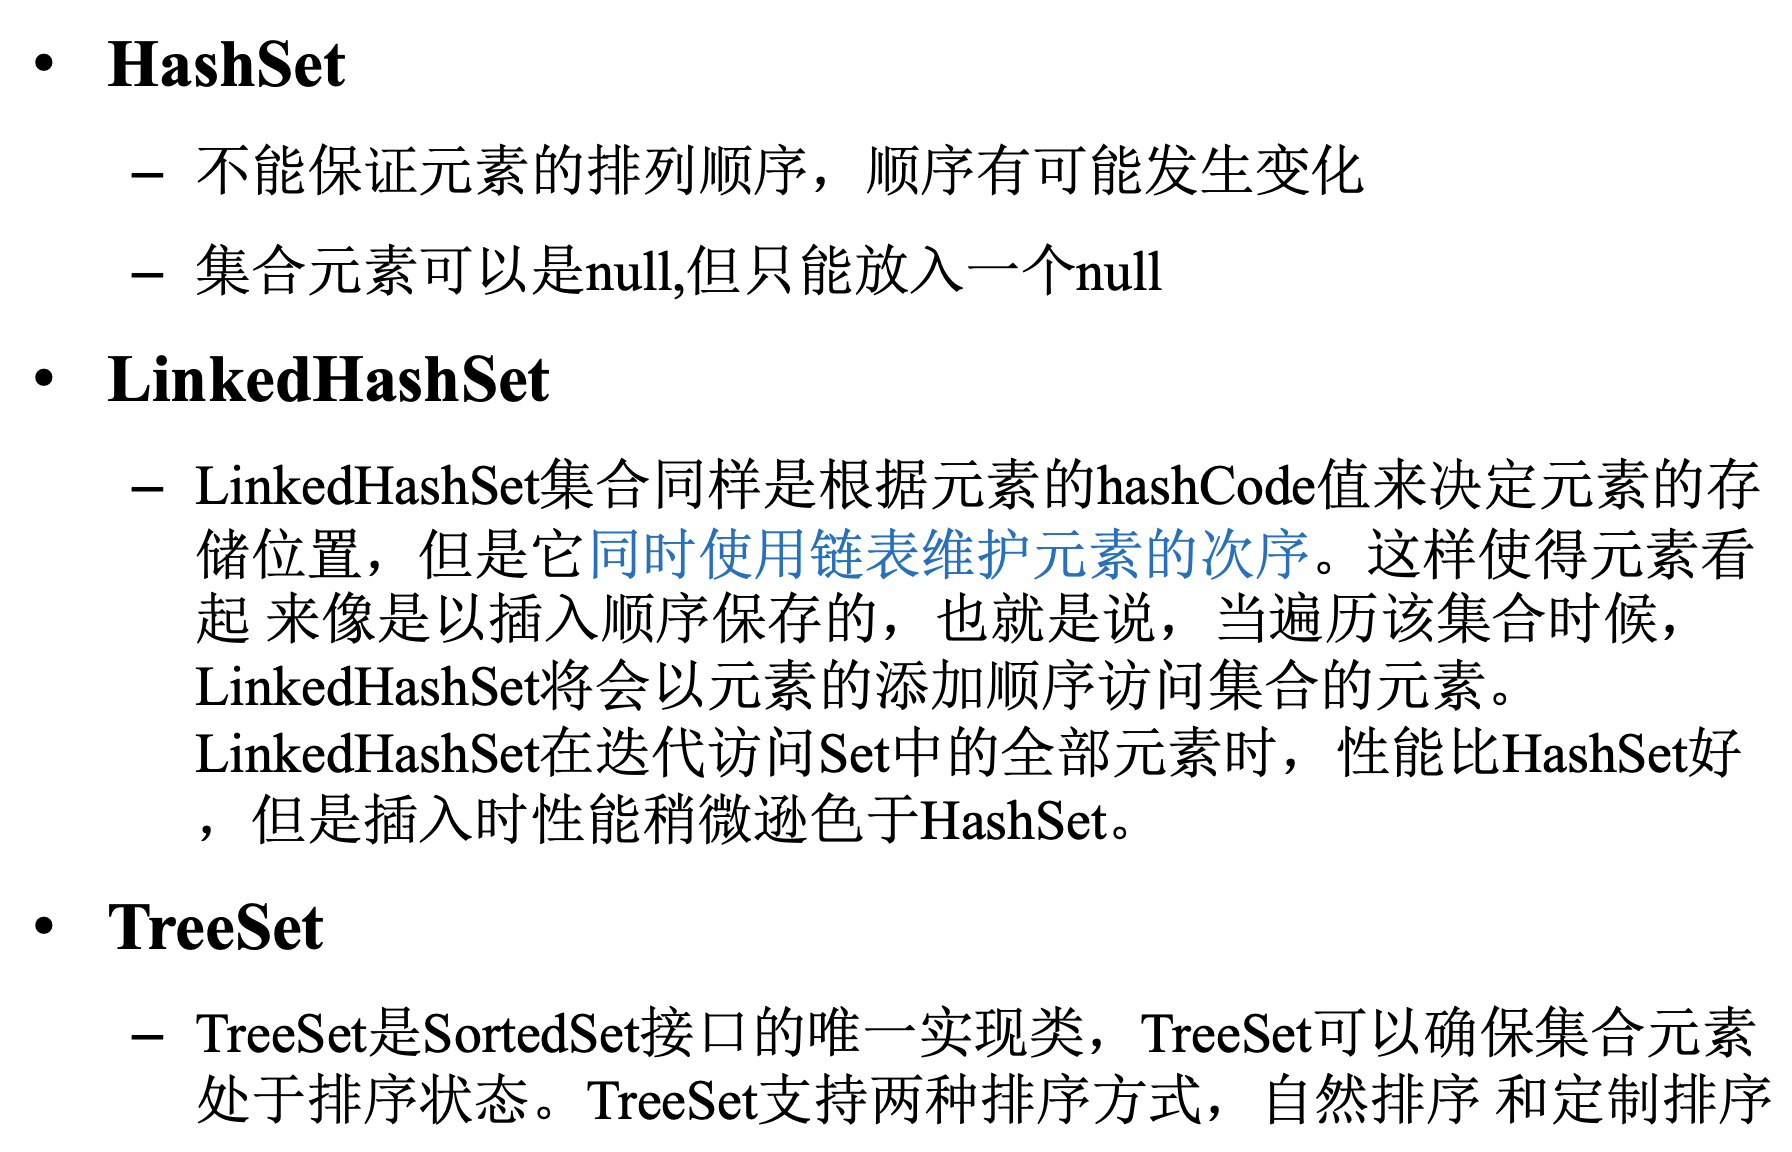 • HashSet
– 不能保证元素的排列顺序，顺序有可能发生变化
– 集合元素可以是null,但只能放入一个null
• LinkedHashSet
– LinkedHashSet集合同样是根据元素的hashCode值来决定元素的存
储位置，但是它同时使用链表维护元素的次序。这样使得元素看
起 来像是以插入顺序保存的，也就是说，当遍历该集合时候，
LinkedHashSet将会以元素的添加顺序访问集合的元素。
LinkedHashSet在迭代访问Set中的全部元素时，性能比HashSet好
，但是插入时性能稍微逊色于HashSet。
• TreeSet
– TreeSet是SortedSet接口的唯一实现类，TreeSet可以确保集合元素
处于排序状态。TreeSet支持两种排序方式，自然排序 和定制排序